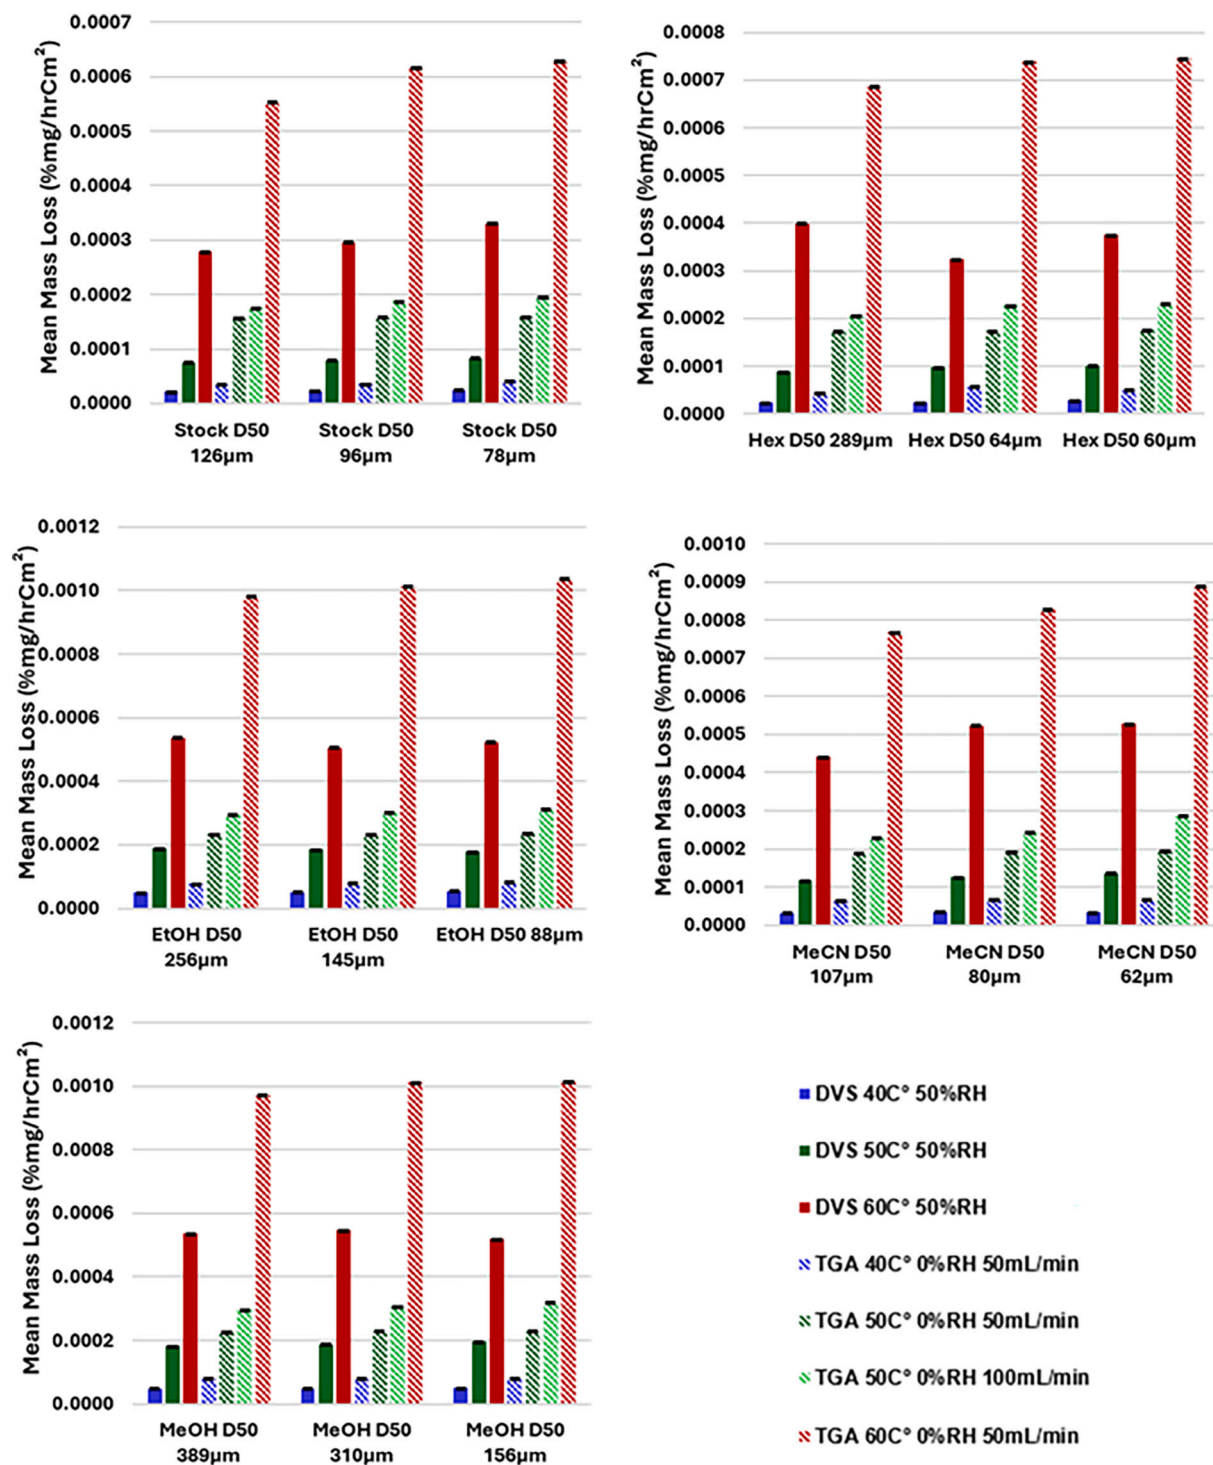 Mean Mass Loss (%mg/hrCm²)
0.0007
0.0006
0.0005
0.0004
0.0003
0.0002
0.0001
0.0000
Stock D50
126µm
Stock D50
96µm
Stock D50
78µm
Mean Mass Loss (%mg/hrCm²)
0.0008
0.0007
0.0006
0.0005
0.0004
0.0003
0.0002
0.0001
0.0000
Hex D50 289µm
Hex D50 64µm
Hex D50 60µm
Mean Mass Loss (%mg/hrCm²)
0.0012
0.0010
0.0008
0.0006
0.0004
0.0002
0.0000
EtOH D50
256µm
EtOH D50
145µm
EtOH D50 88µm
Mean Mass Loss (%mg/hrCm²)
0.0010
0.0009
0.0008
0.0007
0.0006
0.0005
0.0004
0.0003
0.0002
0.0001
0.0000
MeCN D50
107µm
MeCN D50
80µm
MeCN D50
62µm
Mean Mass Loss (%mg/hrCm²)
0.0012
0.0010
0.0008
0.0006
0.0004
0.0002
0.0000
MeOH D50
389µm
MeOH D50
310µm
MeOH D50
156µm
DVS 40C° 50%RH
DVS 50C° 50%RH
DVS 60C° 50%RH
TGA 40C° 0%RH 50mL/min
TGA 50C° 0%RH 50mL/min
TGA 50C° 0%RH 100mL/min
TGA 60C° 0%RH 50mL/min